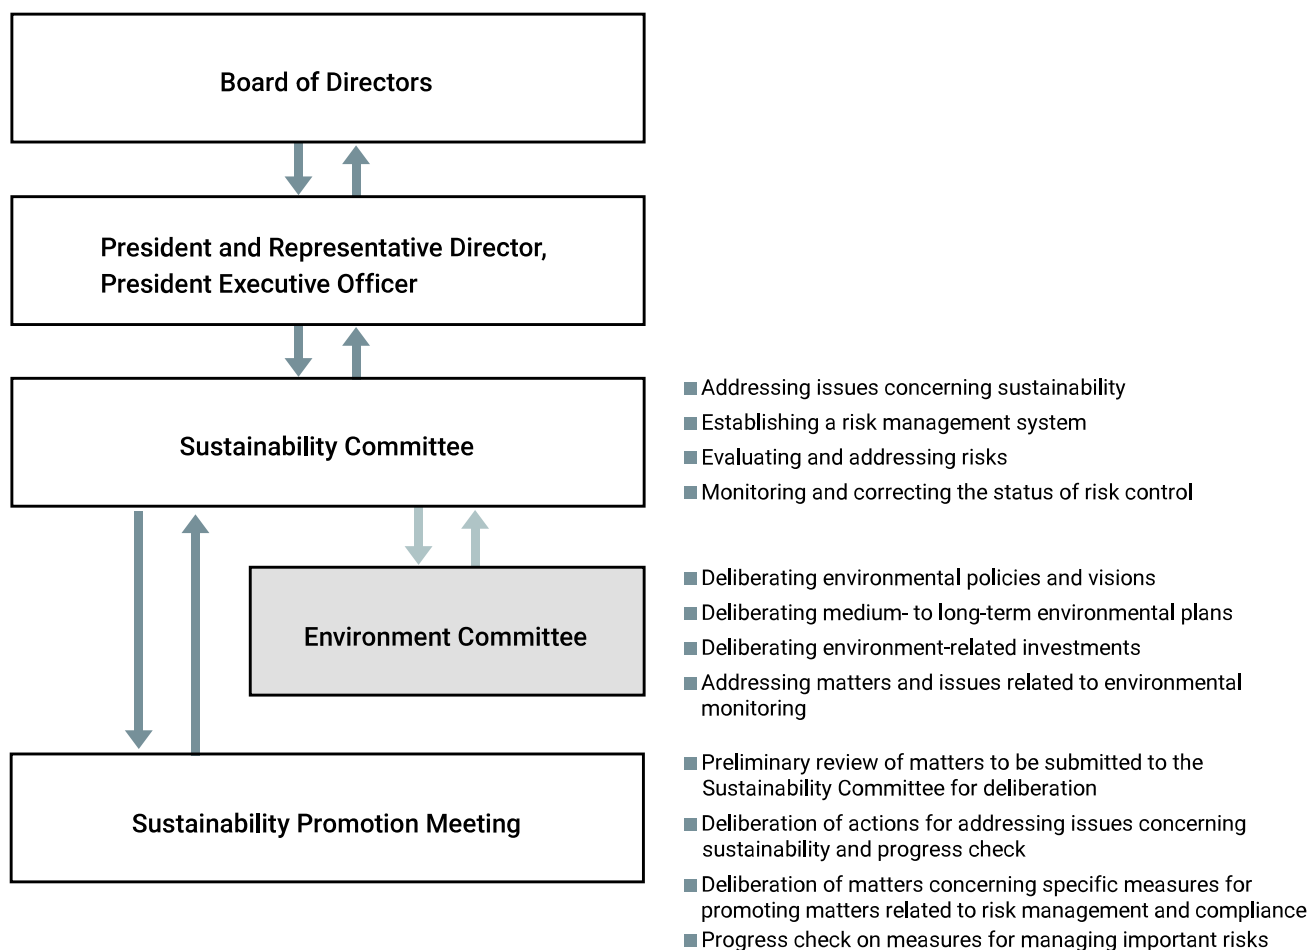 Board of Directors
President and Representative Director,
President Executive Officer
Sustainability Committee
Addressing issues concerning sustainability
Establishing a risk management system
Evaluating and addressing risks
Monitoring and correcting the status of risk control
Environment Committee
Deliberating environmental policies and visions
Deliberating medium- to long-term environmental plans
Deliberating environment-related investments
Addressing matters and issues related to environmental
monitoring
Sustainability Promotion Meeting
Preliminary review of matters to be submitted to the
Sustainability Committee for deliberation
Deliberation of actions for addressing issues concerning
sustainability and progress check
Deliberation of matters concerning specific measures for
promoting matters related to risk management and compliance
Progress check on measures for managing important risks